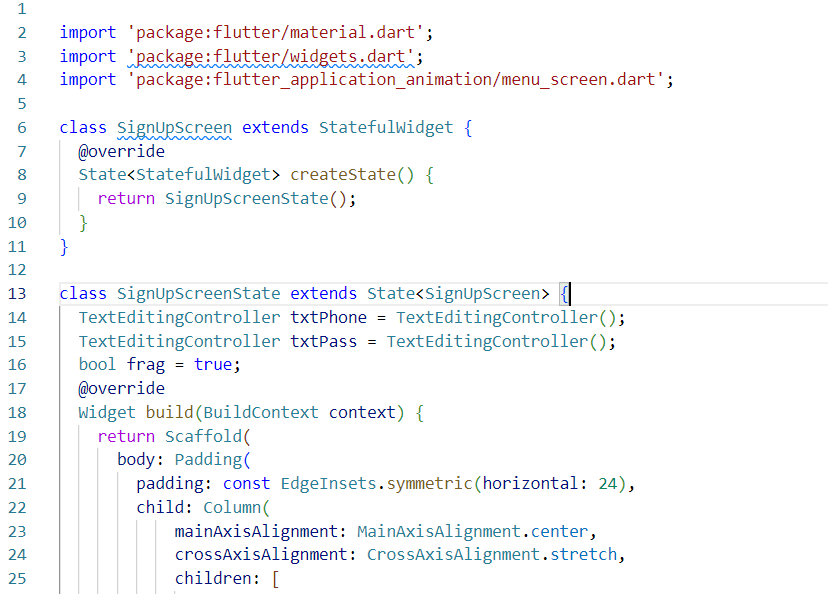 1
2 import 'package:flutter/material.dart';
3 import 'package:flutter/widgets.dart';
4 import 'package:flutter_application_animation/menu_screen.dart';
5
6 class SignUpScreen extends StatefulWidget {
7 @override
8 State<StatefulWidget> createState() {
9 return SignUpScreenState();
10 }
11 }
12
13 class SignUpScreenState extends State<SignUpScreen> {
14 TextEditingController txtPhone = TextEditingController();
15 TextEditingController txtPass = TextEditingController();
16 bool frag = true;
17 @override
18 Widget build(BuildContext context) {
19 return Scaffold(
20 body: Padding(
21 padding: const EdgeInsets.symmetric(horizontal: 24),
22 child: Column(
23 mainAxisAlignment: MainAxisAlignment.center,
24 crossAxisAlignment: CrossAxisAlignment.stretch,
25 children: [